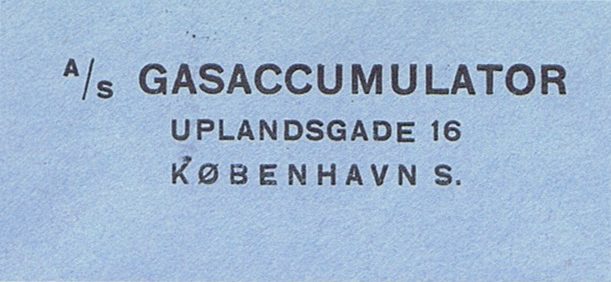 A/S GASACCUMULATOR
UPLANDSGADE 16
KØBENHAVN S.